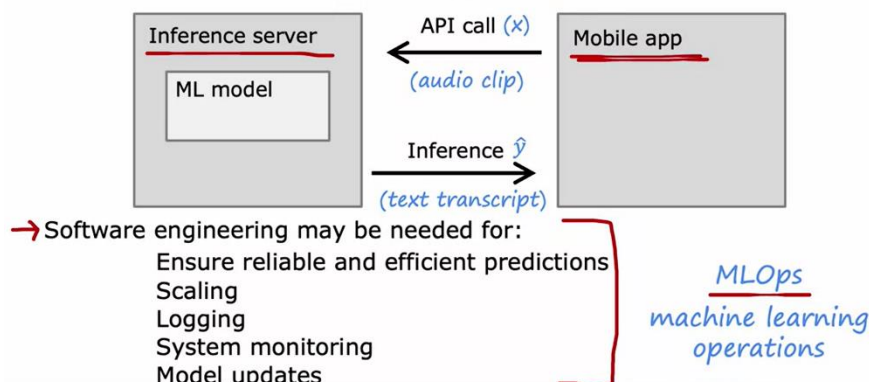 Inference server
ML model
API call (x)
(audio clip)
Mobile app
Inference ŷ
(text transcript)
Software engineering may be needed for:
Ensure reliable and efficient predictions
Scaling
Logging
System monitoring
Model updates
MLOps
machine learning
operations